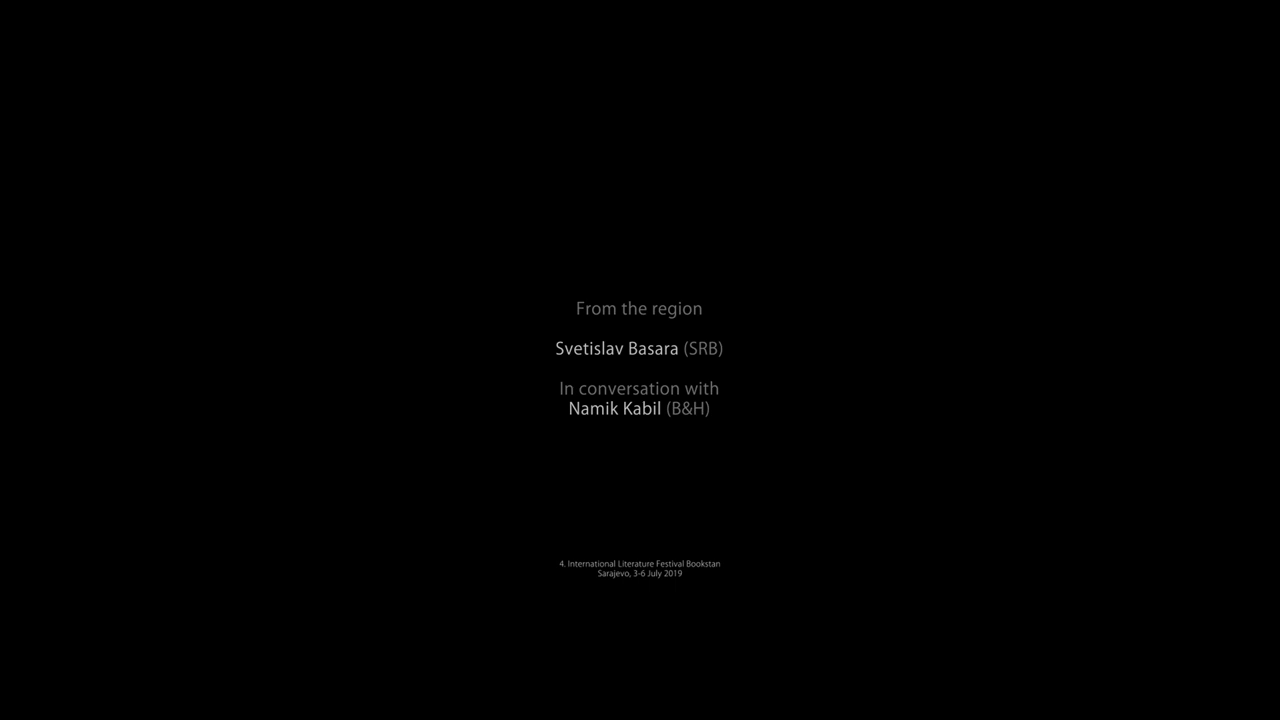 From the region
Svetislav Basara (SRB)
In conversation with
Namik Kabil (B&H)
4. International Literature Festival Bookstan
Sarajevo, 3-6 July 2019